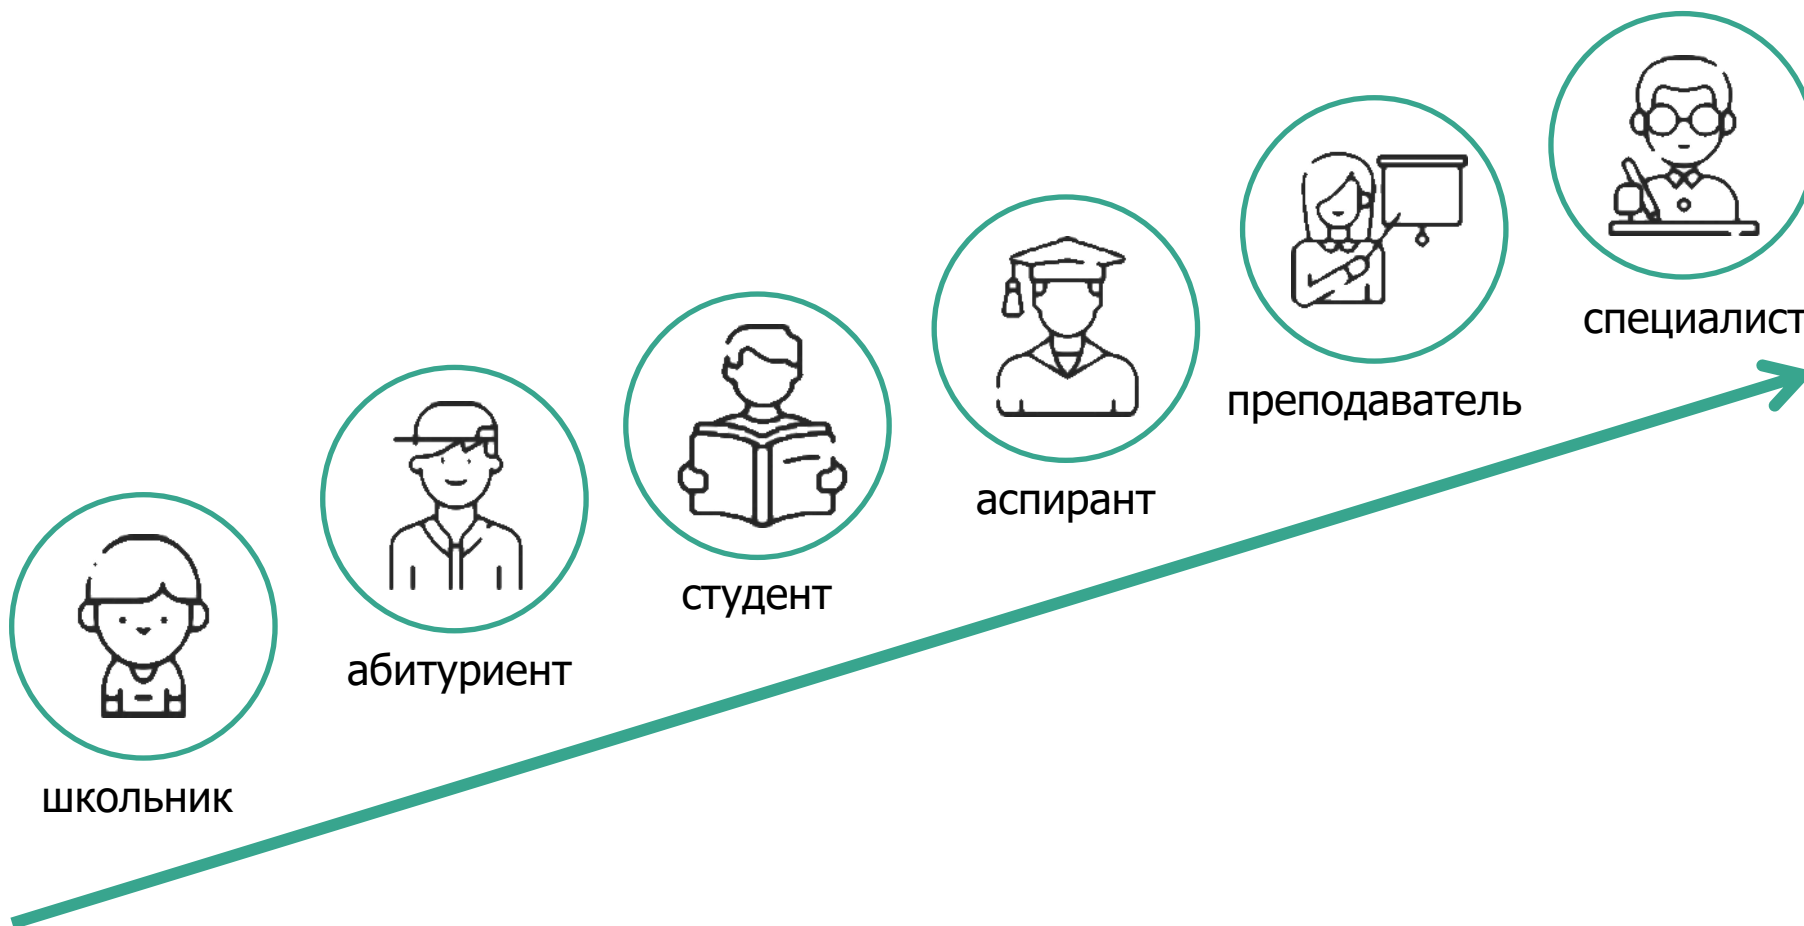 школьник
абитуриент
студент
аспирант
преподаватель
специалист